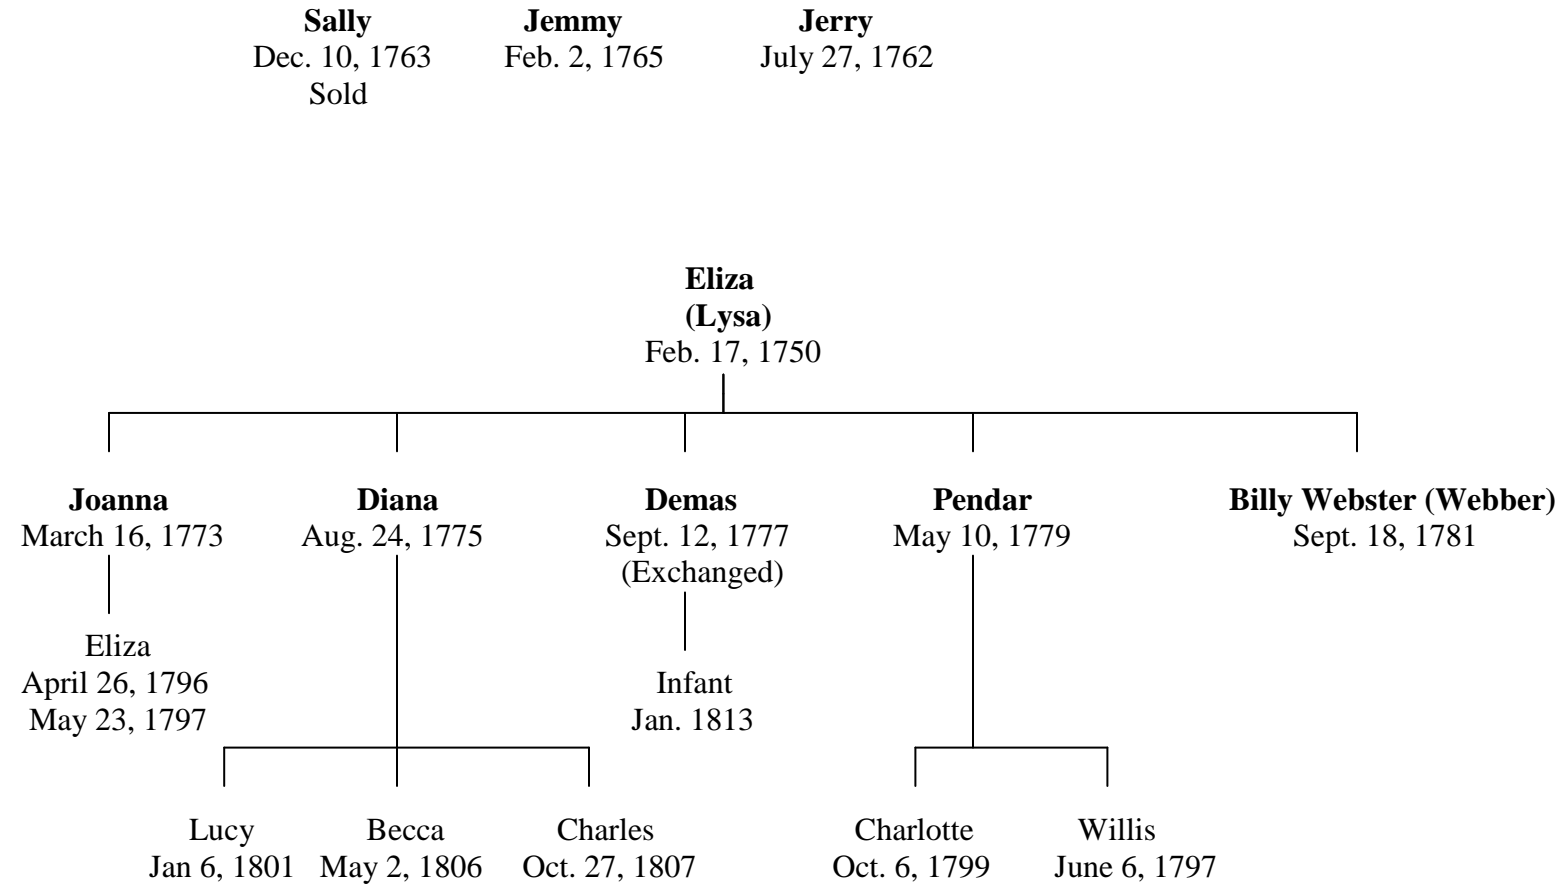 Sally Jemmy Jerry
Dec. 10, 1763 Feb. 2, 1765 July 27, 1762
Sold
Eliza
(Lysa)
Feb. 17, 1750
Joanna Diana Demas Pendar Billy Webster (Webber)
March 16, 1773 Aug. 24, 1775 Sept. 12, 1777 May 10, 1779 Sept. 18, 1781
(Exchanged)
Eliza
April 26, 1796 Infant
May 23, 1797 Jan. 1813
Lucy Becca Charles Charlotte Willis
Jan 6, 1801 May 2, 1806 Oct. 27, 1807 Oct. 6, 1799 June 6, 1797